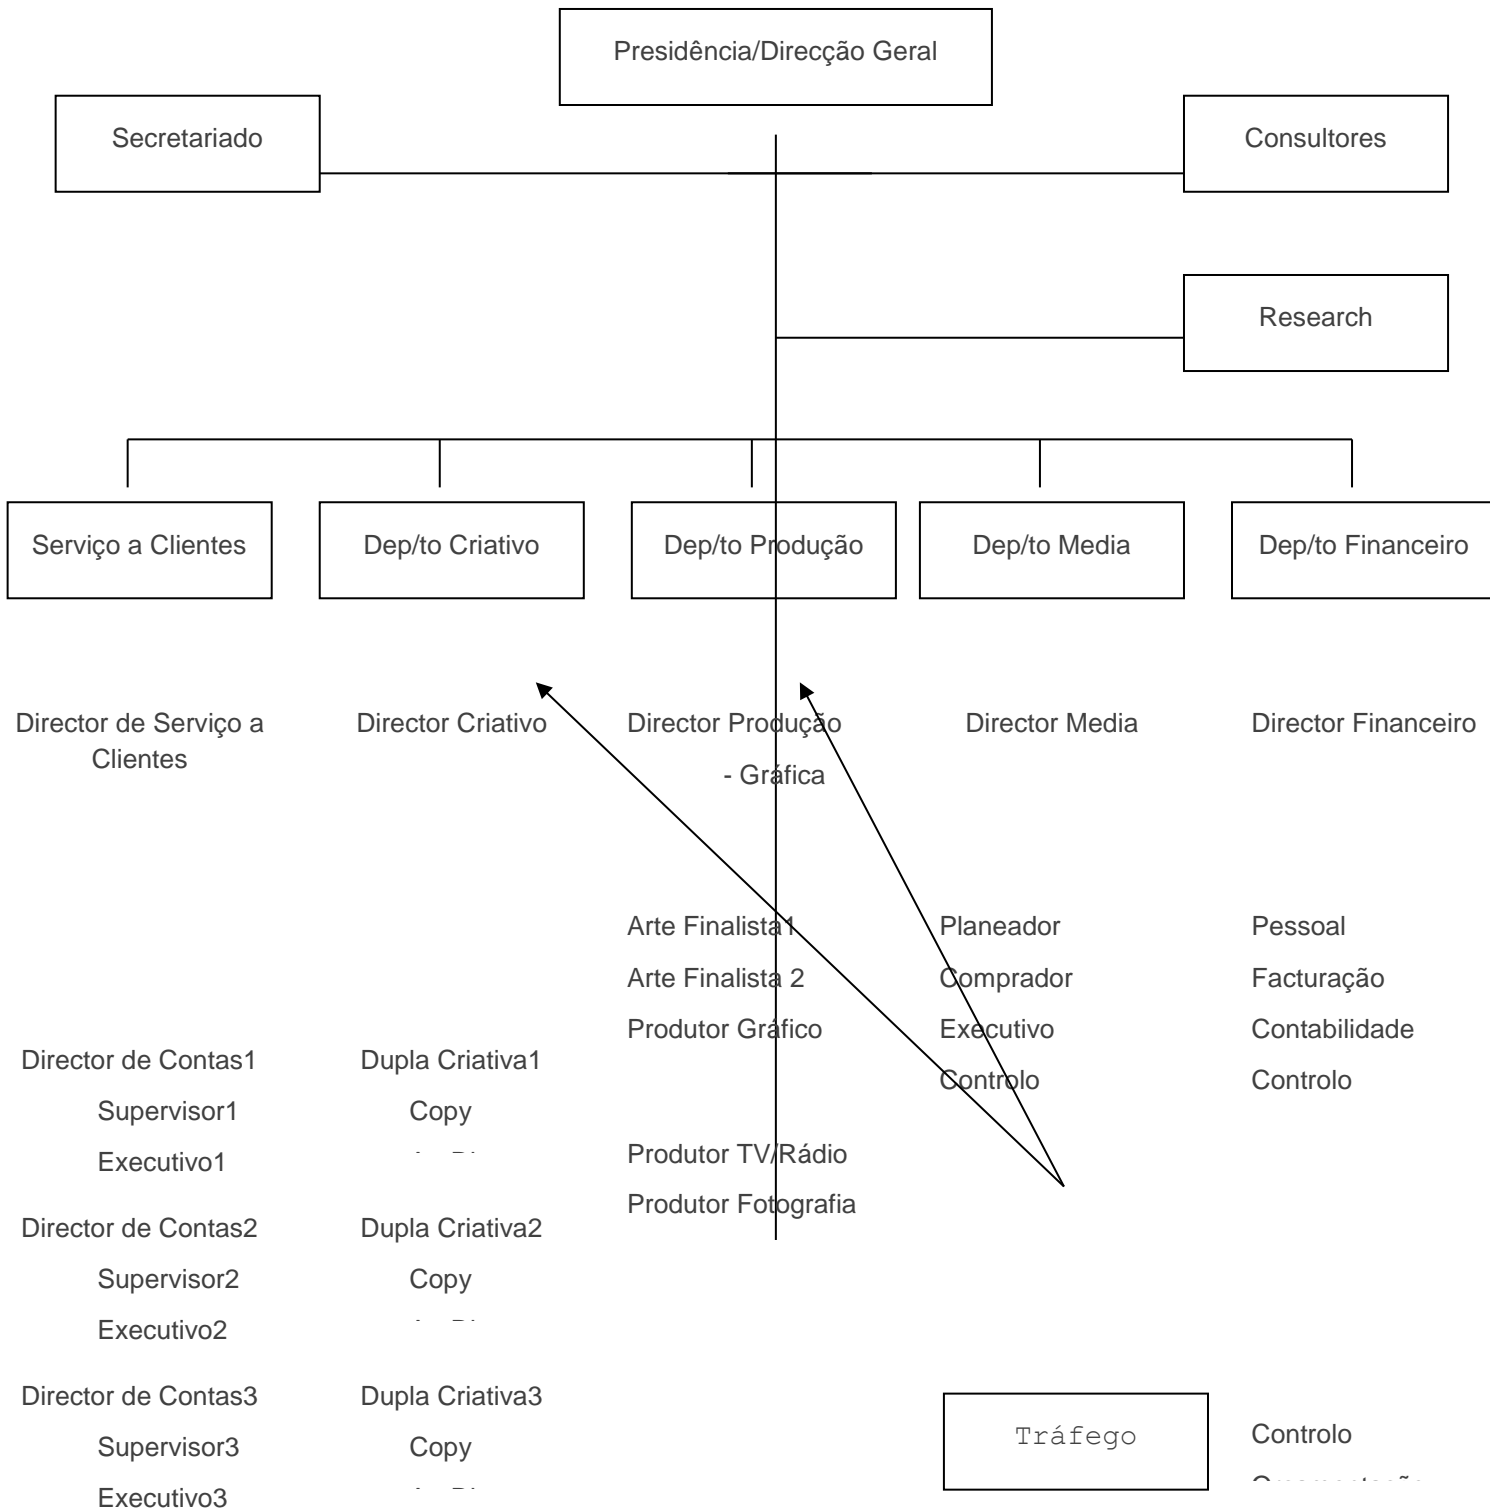 Presidência/Direcção Geral
Secretariado
Consultores
Research
Serviço a Clientes
Dep/to Criativo
Dep/to Produção
Dep/to Media
Dep/to Financeiro
Director de Serviço a
Clientes
Director Criativo
Director Produção
- Gráfica
Director Media
Director Financeiro
Arte Finalista1
Arte Finalista 2
Produtor Gráfico
Planeador
Comprador
Executivo
Controlo
Pessoal
Facturação
Contabilidade
Controlo
Director de Contas1
Supervisor1
Executivo1
Dupla Criativa1
Copy
Produtor TV/Rádio
Produtor Fotografia
Director de Contas2
Supervisor2
Executivo2
Dupla Criativa2
Copy
Director de Contas3
Supervisor3
Executivo3
Dupla Criativa3
Copy
Tráfego
Controlo